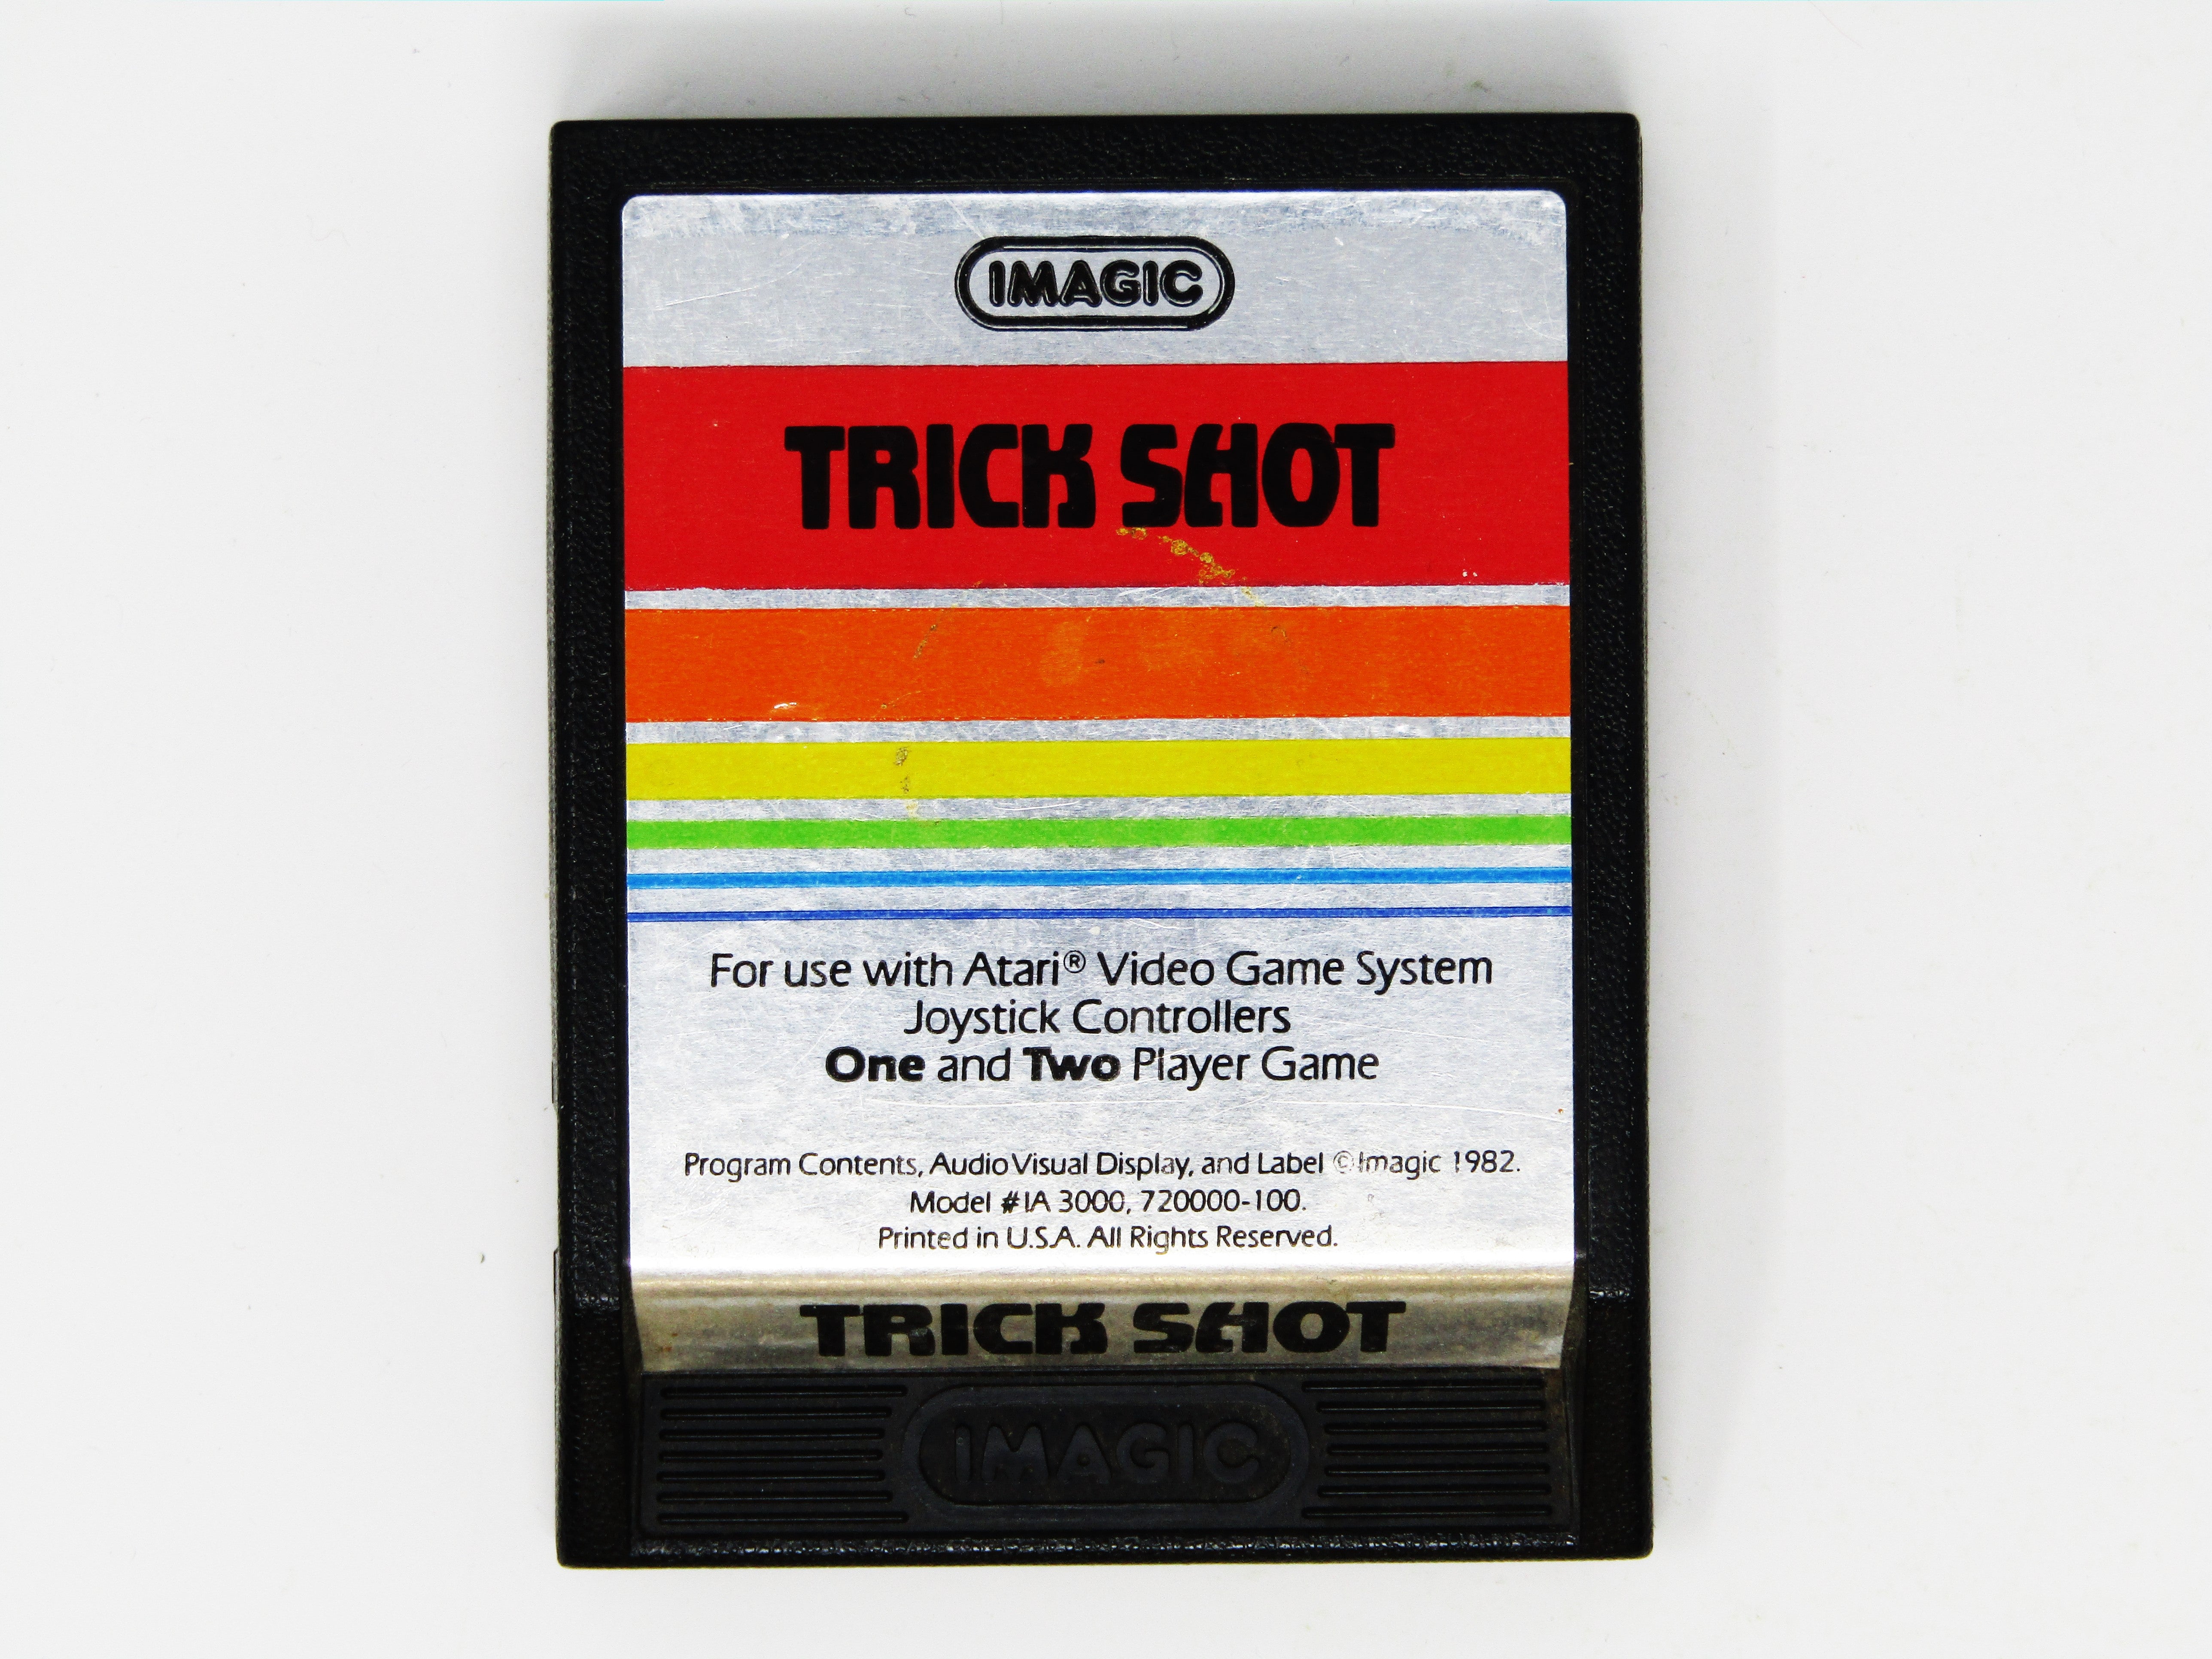 IMAGIC
TRICK SHOT
For use with Atari® Video Game System
Joystick Controllers
One and Two Player Game
Program Contents, Audio Visual Display, and Label © Imagic 1982.
Model #IA 3000, 720000-100.
Printed in U.S.A. All Rights Reserved.
TRICK SHOT
IMAGIC